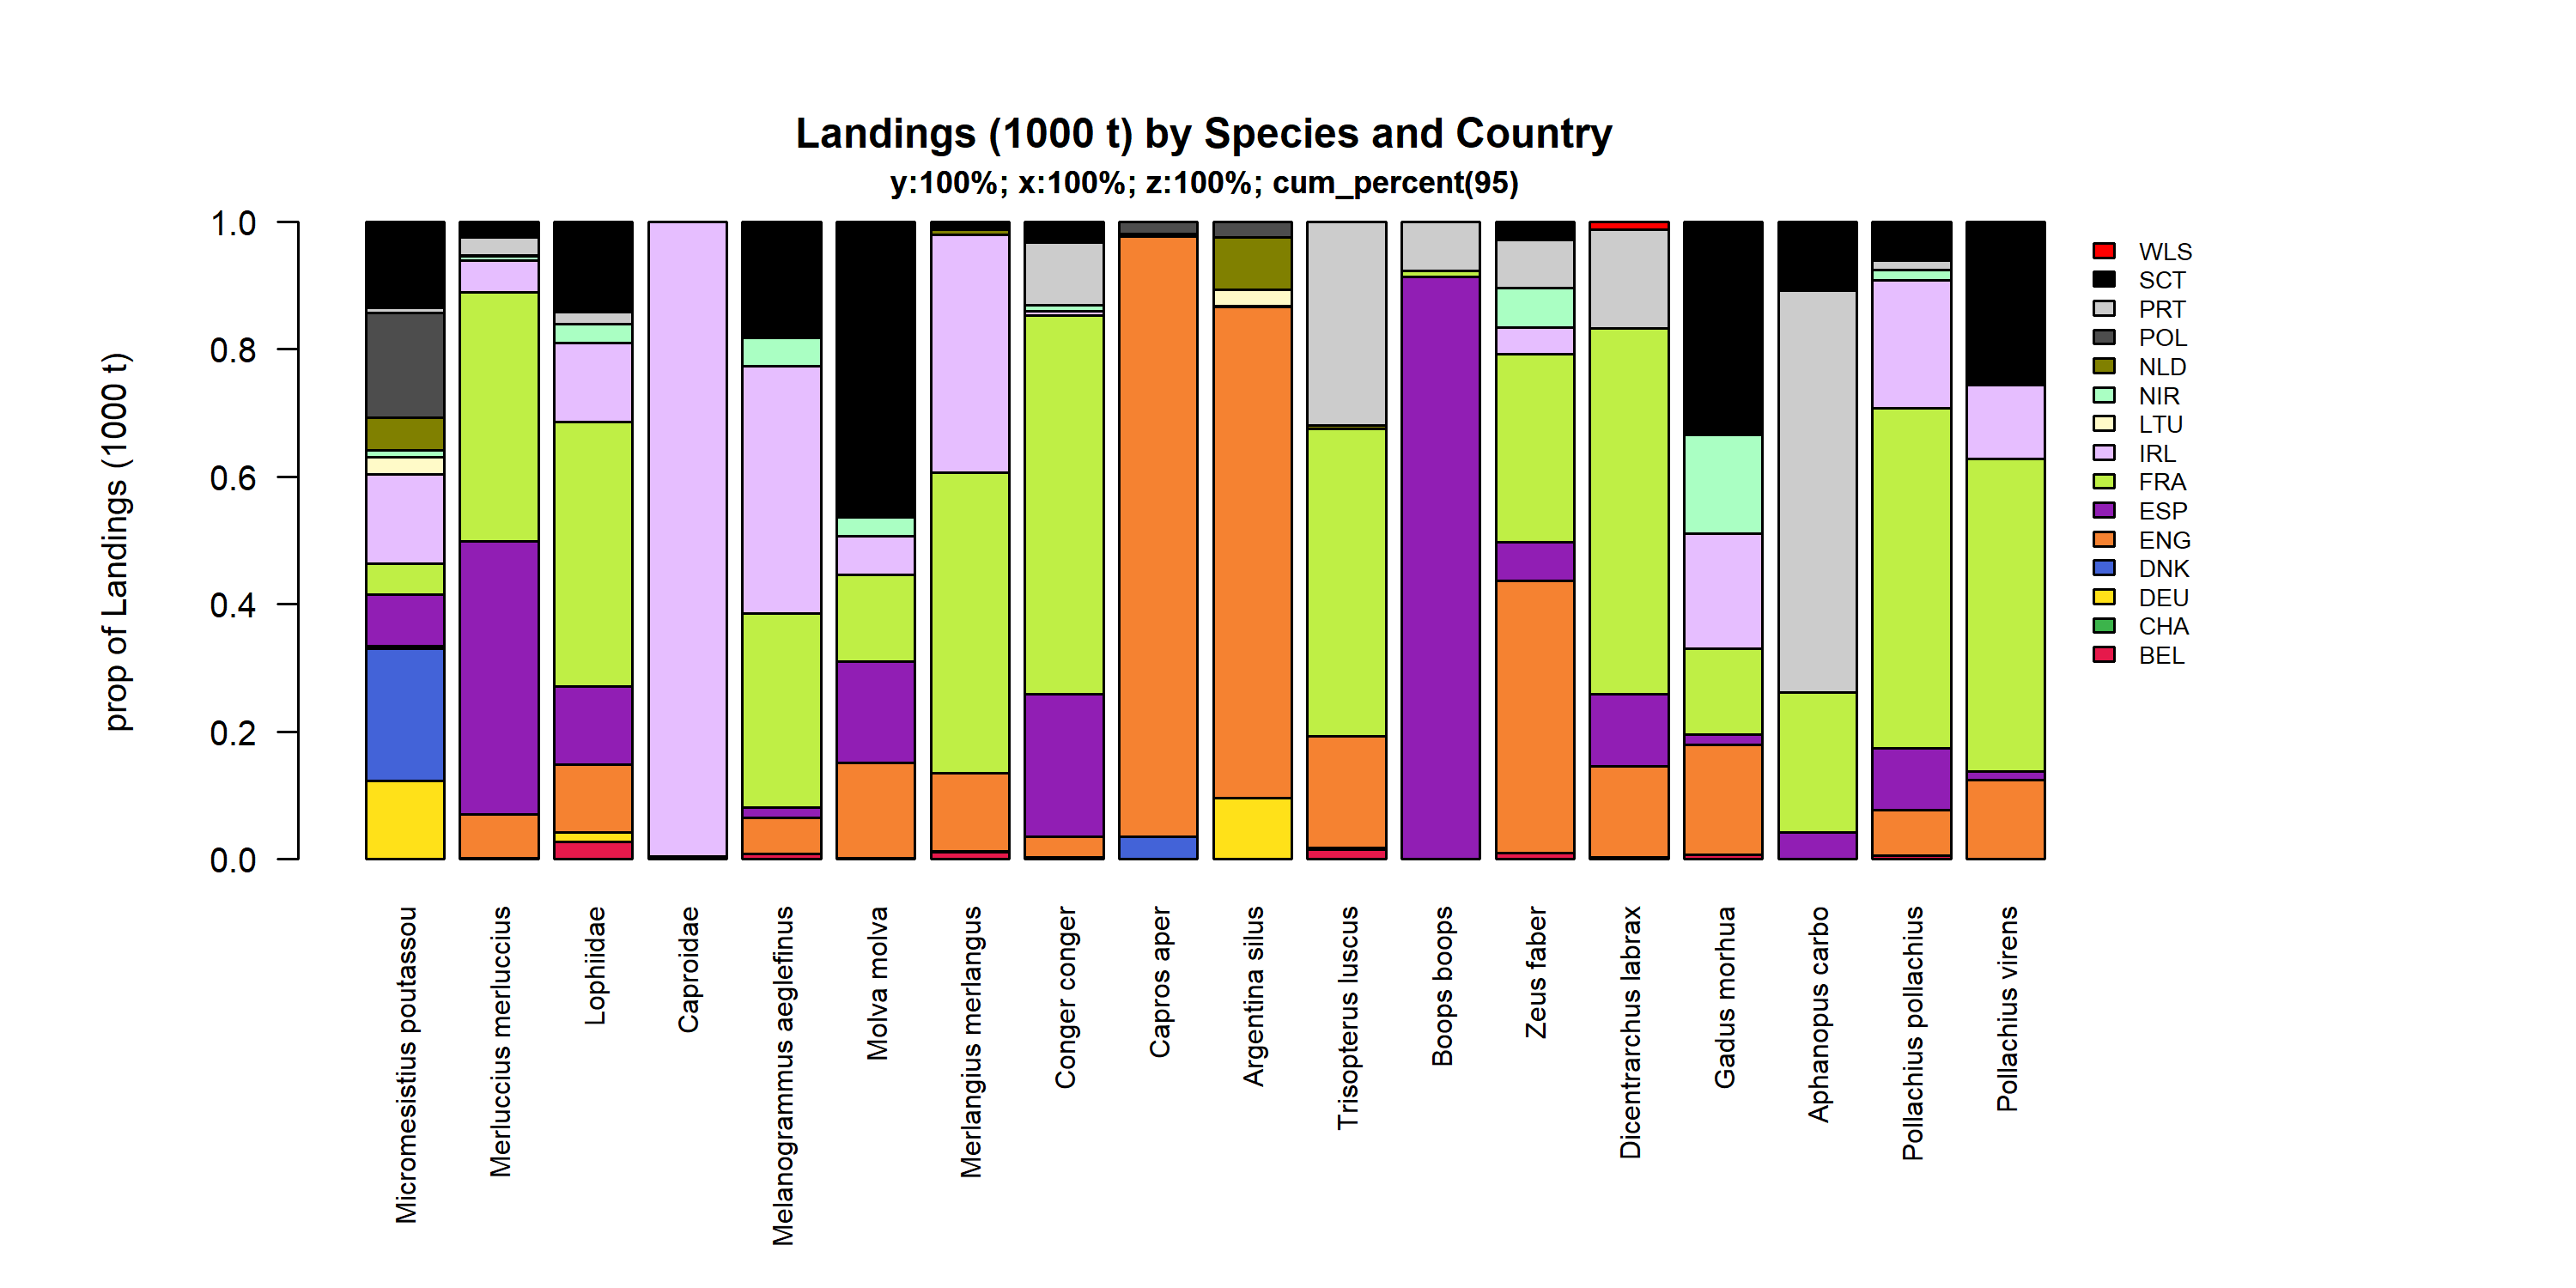 Landings (1000 t) by Species and Country
y:100%; x:100%; z:100%; cum_percent(95)
prop of Landings (1000 t)
1.0
0.8
0.6
0.4
0.2
0.0
WLS
SCT
PRT
POL
NLD
NIR
LTU
IRL
FRA
ESP
ENG
DNK
DEU
CHA
BEL
Micromesistius poutassou
Merluccius merluccius
Lophiidae
Caproidae
Melanogrammus aeglefinus
Molva molva
Merlangius merlangus
Conger conger
Capros aper
Argentina silus
Trisopterus luscus
Boops boops
Zeus faber
Dicentrarchus labrax
Gadus morhua
Aphanopus carbo
Pollachius pollachius
Pollachius virens